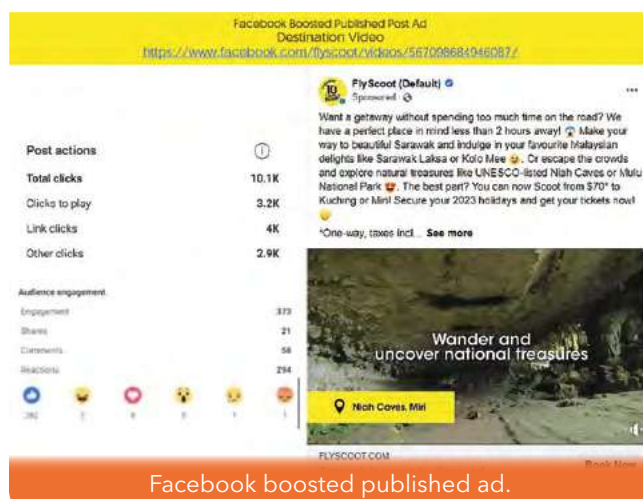 Facebook Boosted Published Post Ad
Destination Video
https://www.facebook.com/flyscoot/videos/567098684946087/
Post actions
Total clicks 10.1K
Clicks to play 3.2K
Link clicks 4K
Other clicks 2.9K
Audience engagement
Engagement 373
Shares 21
Comments 58
Reactions 294
FlyScoot (Default)
Sponsored
Want a getaway without spending too much time on the road? We
have a perfect place in mind less than 2 hours away! Make your
way to beautiful Sarawak and indulge in your favourite Malaysian
delights like Sarawak Laksa or Kolo Mee. Or escape the crowds
and explore natural treasures like UNESCO-listed Niah Caves or Mulu
National Park. The best part? You can now Scoot from $70* to
Kuching or Miri! Secure your 2023 holidays and get your tickets now!
*One-way, taxes incl... See more
Wander and
uncover national treasures
Niah Caves, Miri
FLYSCOOT.COM
Book Now
Facebook boosted published ad.